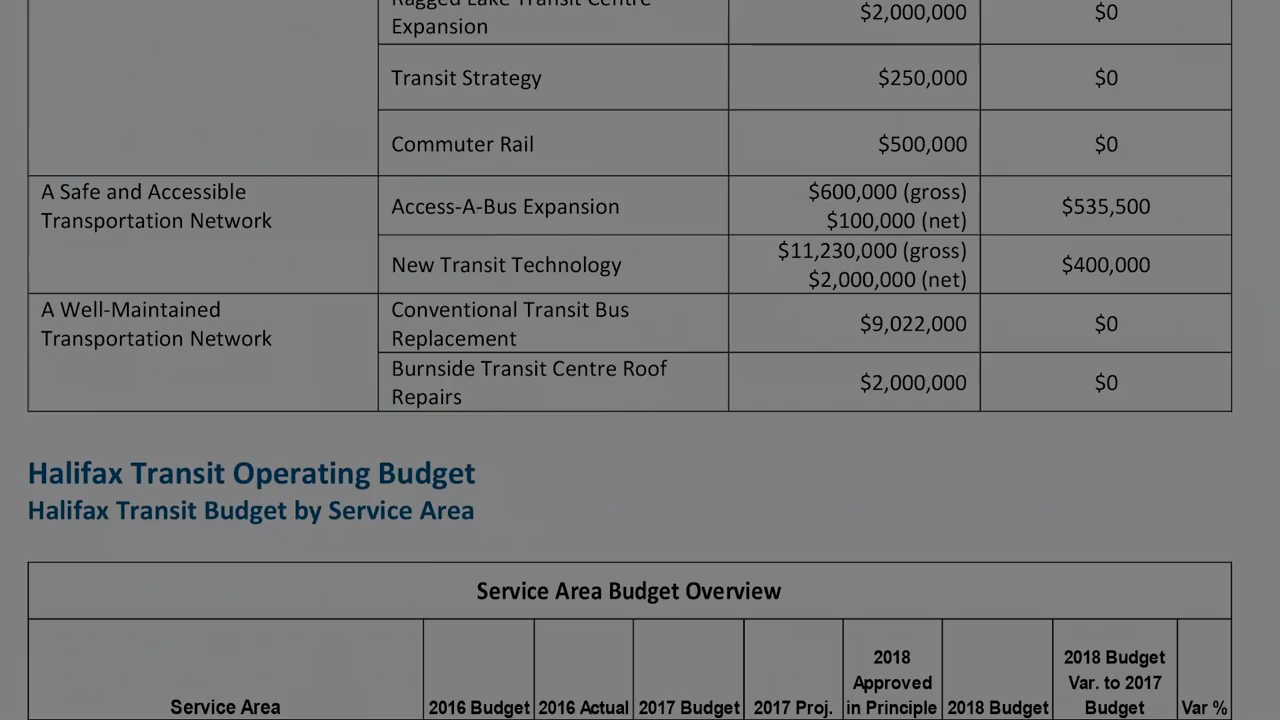 Ragged Lake Transit Centre
Expansion
$2,000,000
$0
Transit Strategy
$250,000
$0
Commuter Rail
$500,000
$0
A Safe and Accessible
Transportation Network
Access-A-Bus Expansion
$600,000 (gross)
$100,000 (net)
$535,500
New Transit Technology
$11,230,000 (gross)
$2,000,000 (net)
$400,000
A Well-Maintained
Transportation Network
Conventional Transit Bus
Replacement
$9,022,000
$0
Burnside Transit Centre Roof
Repairs
$2,000,000
$0
Halifax Transit Operating Budget
Halifax Transit Budget by Service Area
Service Area Budget Overview
Service Area
2016 Budget
2016 Actual
2017 Budget
2017 Proj.
2018
Approved
in Principle
2018 Budget
2018 Budget
Var. to 2017
Budget
Var %